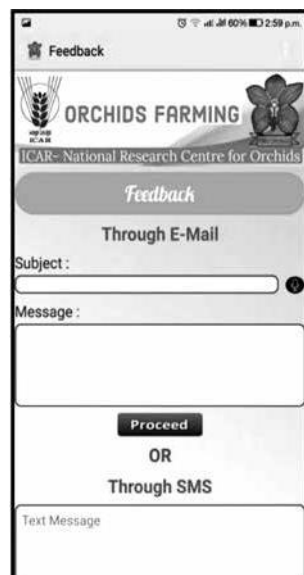 60% 2:59 p.m.
Feedback
ICAR
ORCHIDS FARMING
ICAR- National Research Centre for Orchids
Feedback
Through E-Mail
Subject :
Message :
Proceed
OR
Through SMS
Text Message